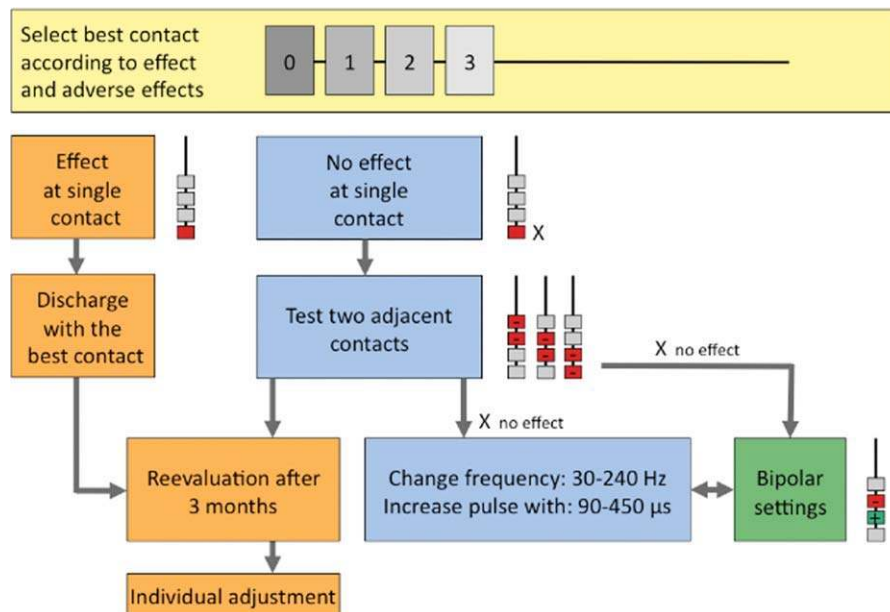 Select best contact
according to effect
and adverse effects
0 1 2 3
Effect
at single
contact
No effect
at single
contact
X
Discharge
with the
best contact
Test two adjacent
contacts
- - -
- - -
X no effect
X no effect
Reevaluation after
3 months
Change frequency: 30-240 Hz
Increase pulse with: 90-450 µs
Bipolar
settings
-
+
Individual adjustment